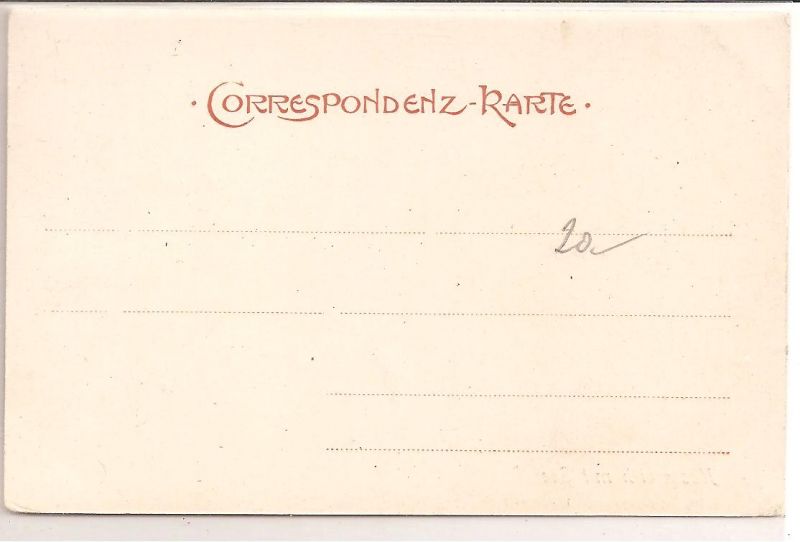 · CORRESPONDENZ-KARTE ·
20.